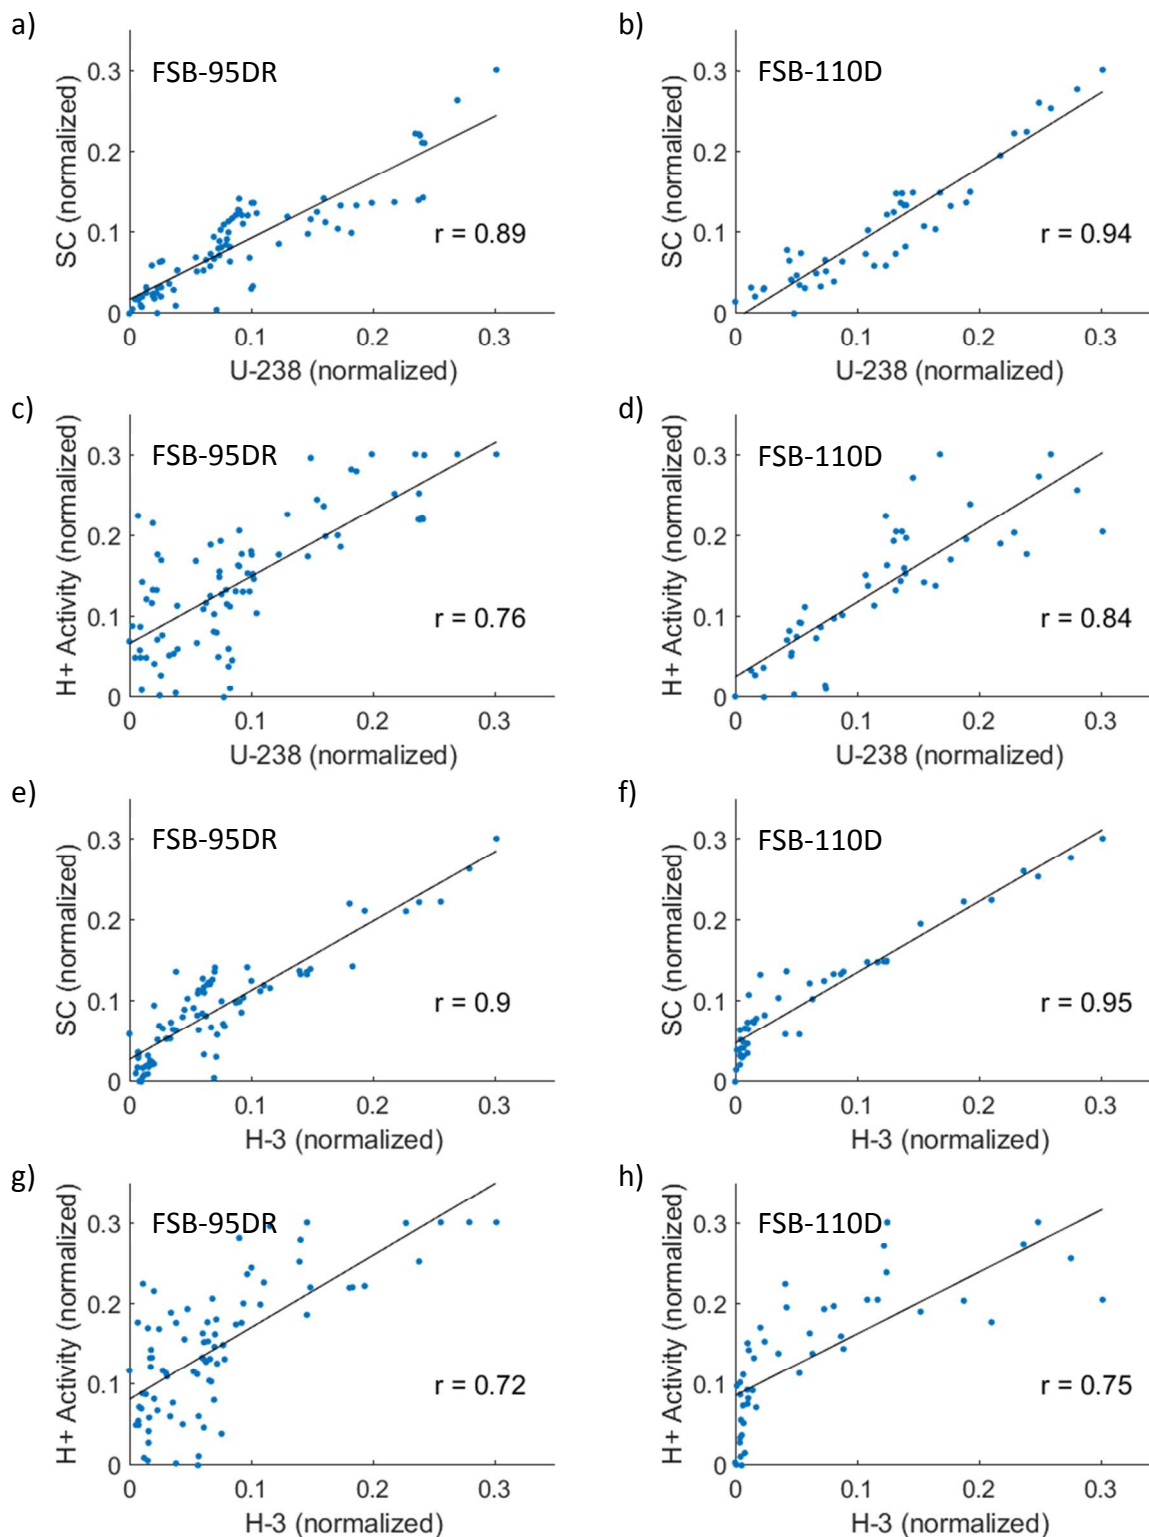 a)
FSB-95DR
SC (normalized)
0.3
0.2
0.1
0
r = 0.89
0 0.1 0.2 0.3
U-238 (normalized)
b)
FSB-110D
SC (normalized)
0.3
0.2
0.1
0
r = 0.94
0 0.1 0.2 0.3
U-238 (normalized)
c)
FSB-95DR
H+ Activity (normalized)
0.3
0.2
0.1
0
r = 0.76
0 0.1 0.2 0.3
U-238 (normalized)
d)
FSB-110D
H+ Activity (normalized)
0.3
0.2
0.1
0
r = 0.84
0 0.1 0.2 0.3
U-238 (normalized)
e)
FSB-95DR
SC (normalized)
0.3
0.2
0.1
0
r = 0.9
0 0.1 0.2 0.3
H-3 (normalized)
f)
FSB-110D
SC (normalized)
0.3
0.2
0.1
0
r = 0.95
0 0.1 0.2 0.3
H-3 (normalized)
g)
FSB-95DR
H+ Activity (normalized)
0.3
0.2
0.1
0
r = 0.72
0 0.1 0.2 0.3
H-3 (normalized)
h)
FSB-110D
H+ Activity (normalized)
0.3
0.2
0.1
0
r = 0.75
0 0.1 0.2 0.3
H-3 (normalized)